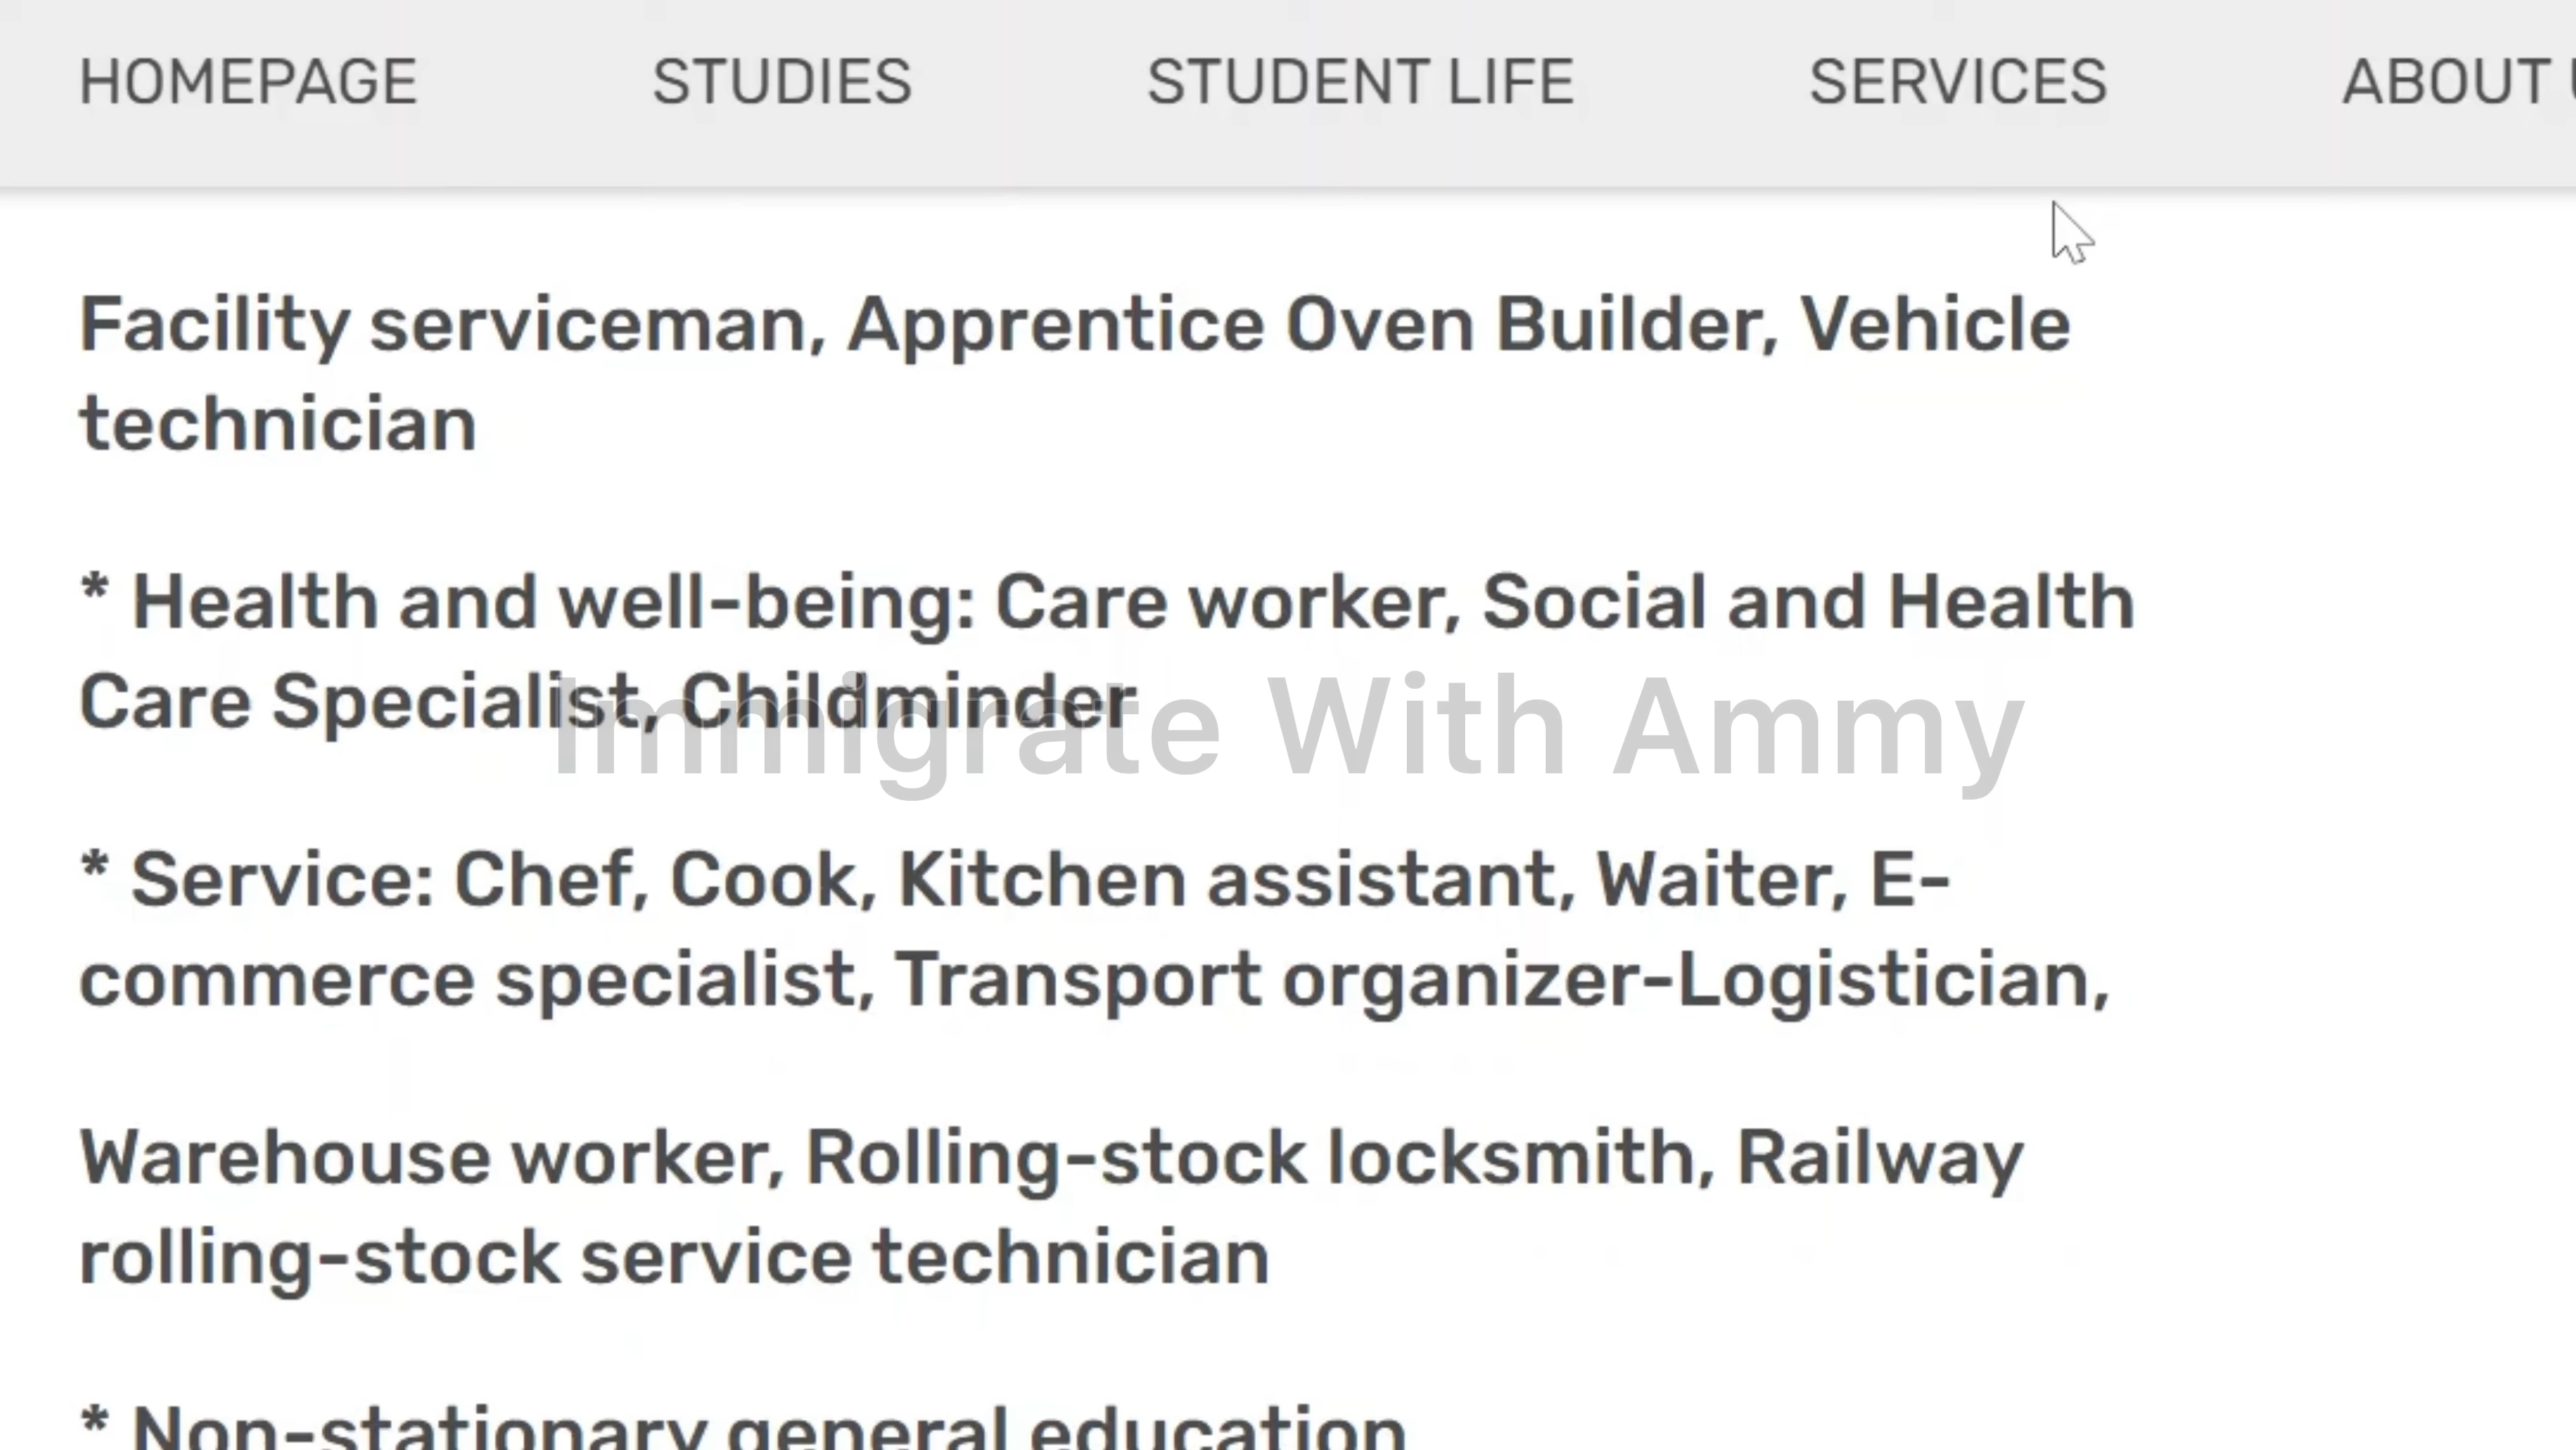 HOMEPAGE STUDIES STUDENT LIFE SERVICES ABOUT
Facility serviceman, Apprentice Oven Builder, Vehicle
technician
* Health and well-being: Care worker, Social and Health
Care Specialist, Childminder
Immigrate With Ammy
* Service: Chef, Cook, Kitchen assistant, Waiter, E-
commerce specialist, Transport organizer-Logistician,
Warehouse worker, Rolling-stock locksmith, Railway
rolling-stock service technician
* Non-stationary general education